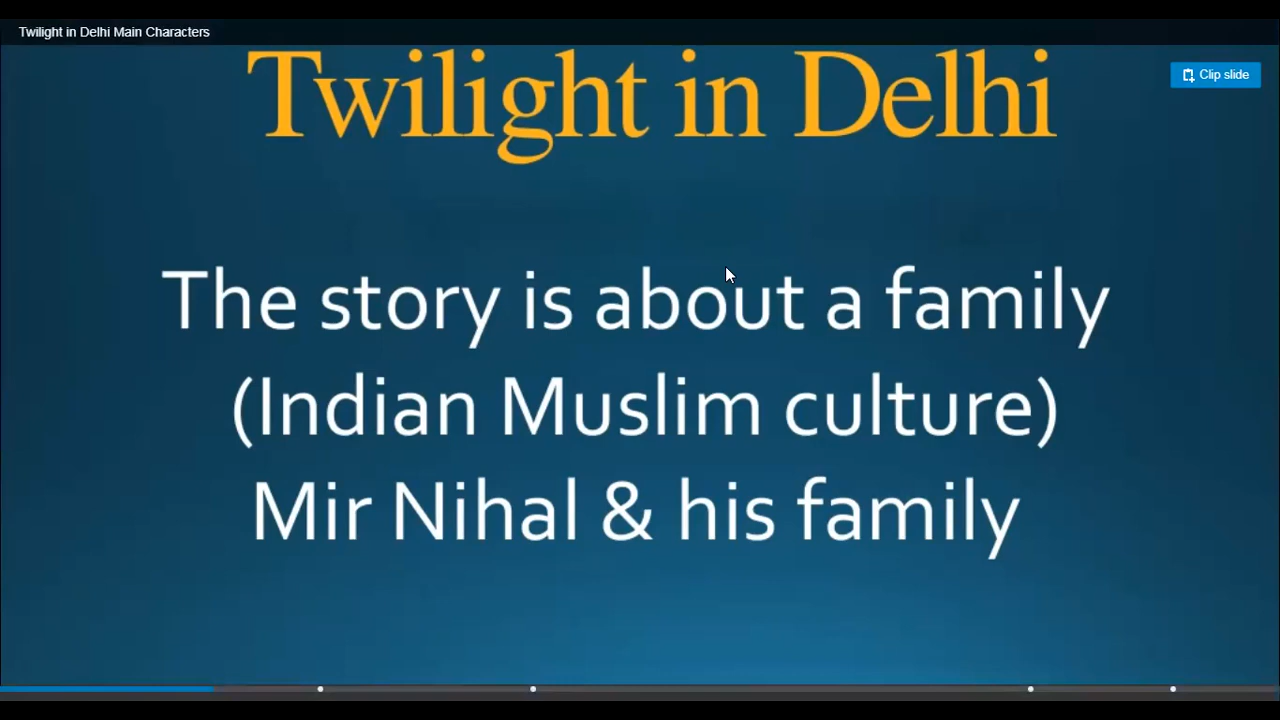 Twilight in Delhi Main Characters
Twilight in Delhi
Clip slide
The story is about a family
(Indian Muslim culture)
Mir Nihal & his family